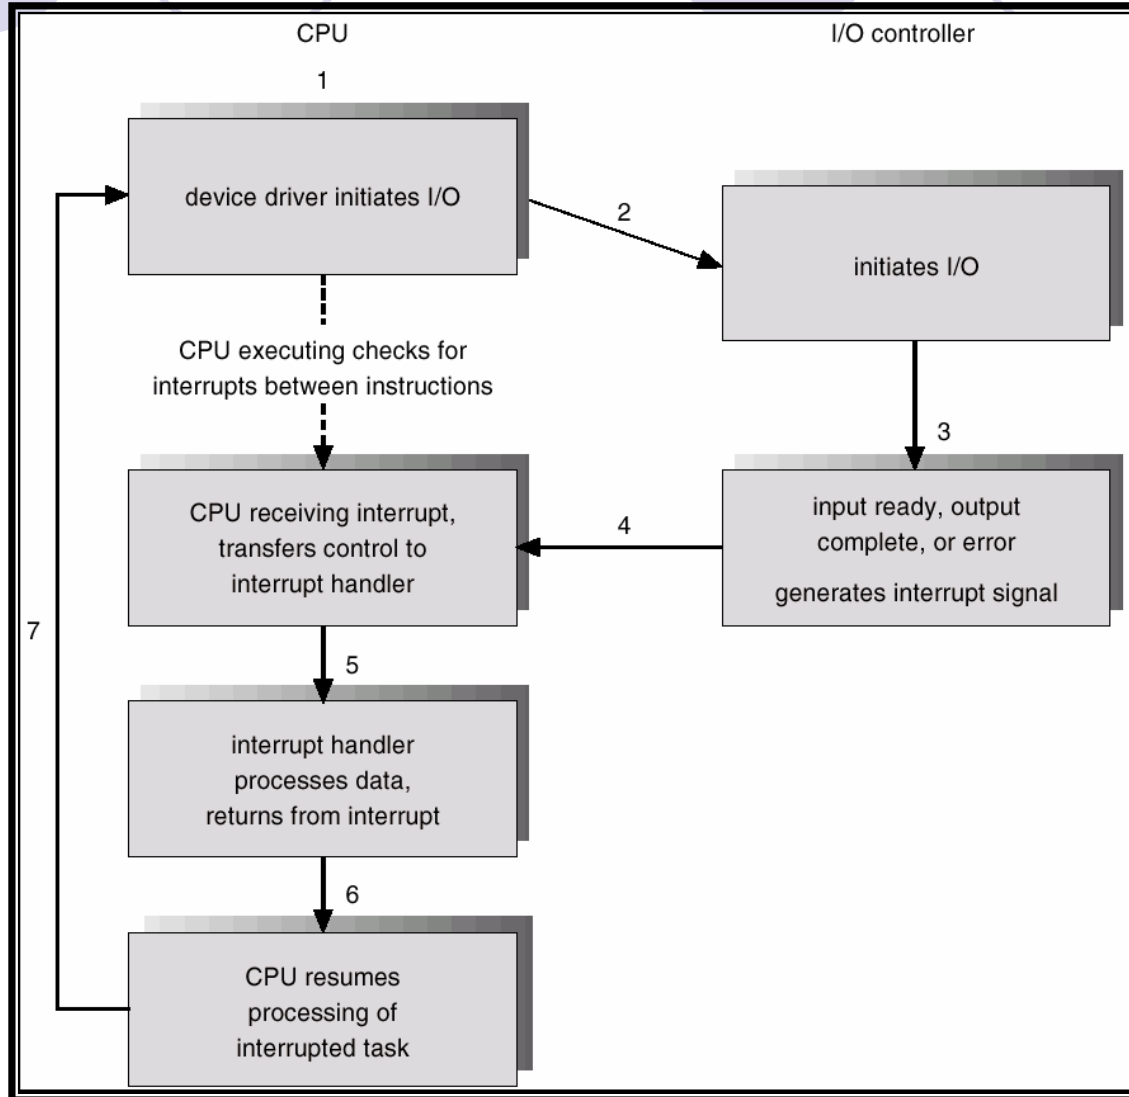 CPU
I/O controller
1
device driver initiates I/O
2
initiates I/O
CPU executing checks for
interrupts between instructions
3
CPU receiving interrupt,
transfers control to
interrupt handler
4
input ready, output
complete, or error
generates interrupt signal
7
5
interrupt handler
processes data,
returns from interrupt
6
CPU resumes
processing of
interrupted task